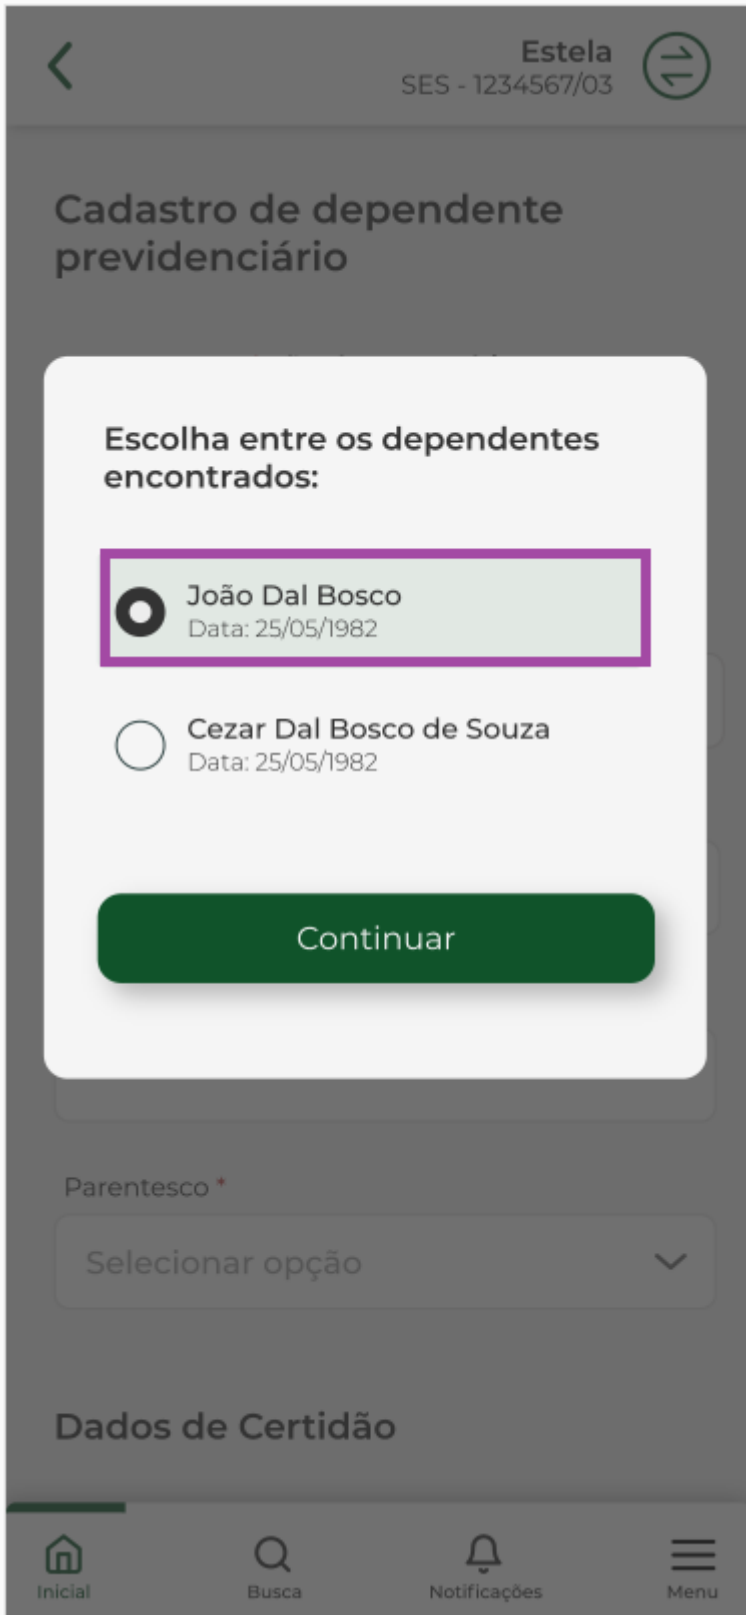 Estela
SES - 1234567/03
Cadastro de dependente
previdenciário
Escolha entre os dependentes
encontrados:
João Dal Bosco
Data: 25/05/1982
Cezar Dal Bosco de Souza
Data: 25/05/1982
Continuar
Parentesco *
Selecionar opção
Dados de Certidão
Inicial
Busca
Notificações
Menu